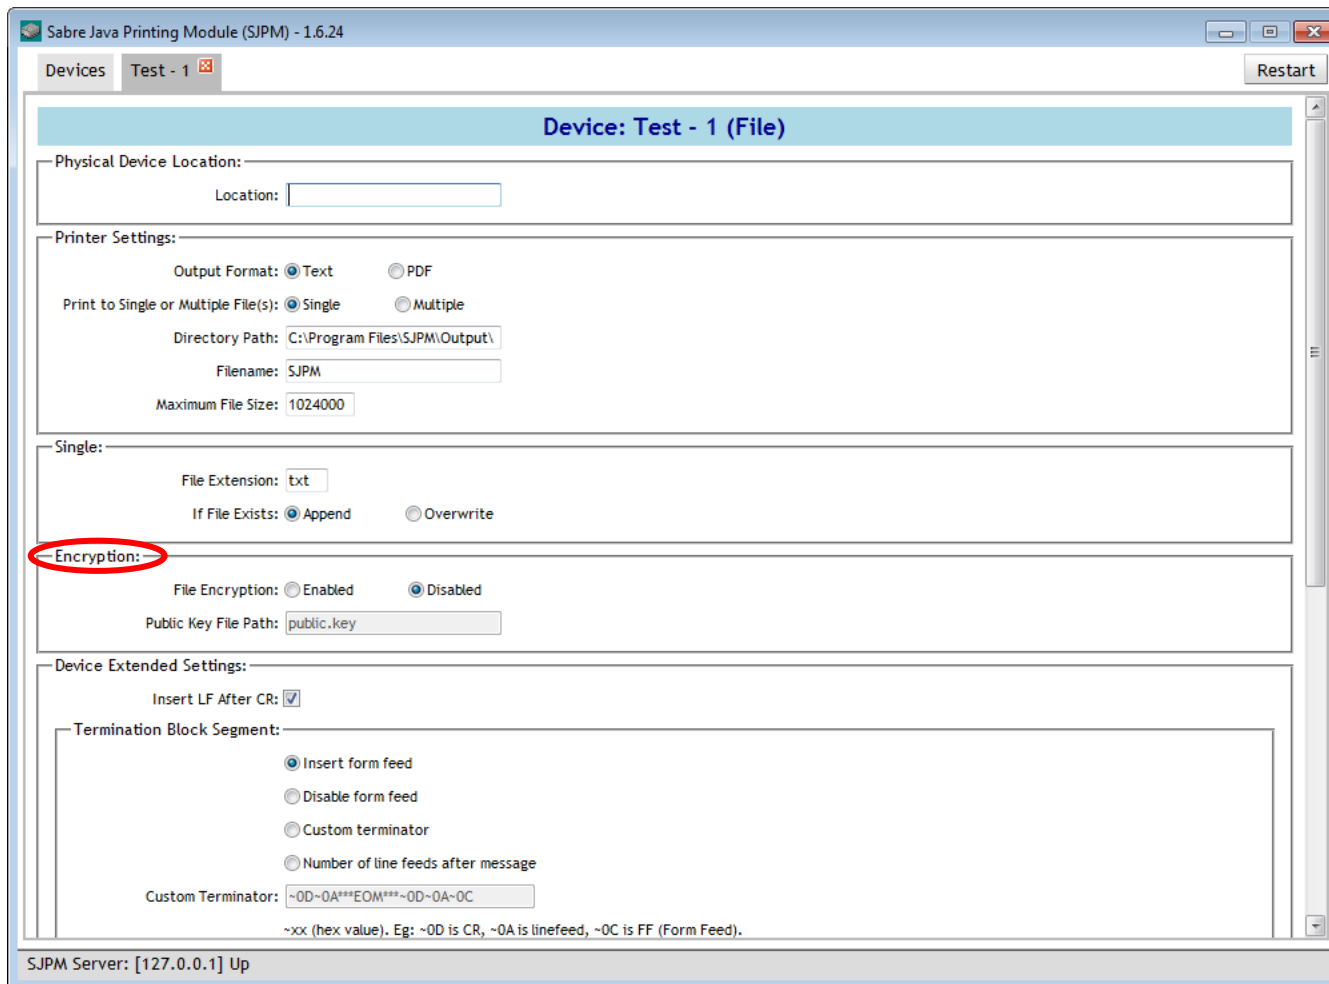 Sabre Java Printing Module (SJPM) - 1.6.24
Devices Test - 1 Restart
Device: Test - 1 (File)
Physical Device Location:
Location:
Printer Settings:
Output Format: Text PDF
Print to Single or Multiple File(s): Single Multiple
Directory Path: C:\Program Files\SJPM\Output\
Filename: SJPM
Maximum File Size: 1024000
Single:
File Extension: txt
If File Exists: Append Overwrite
Encryption:
File Encryption: Enabled Disabled
Public Key File Path: public.key
Device Extended Settings:
Insert LF After CR:
Termination Block Segment:
Insert form feed
Disable form feed
Custom terminator
Number of line feeds after message
Custom Terminator: ~0D~0A***EOM***~0D~0A~0C
~xx (hex value). Eg: ~0D is CR, ~0A is linefeed, ~0C is FF (Form Feed).
SJPM Server: [127.0.0.1] Up